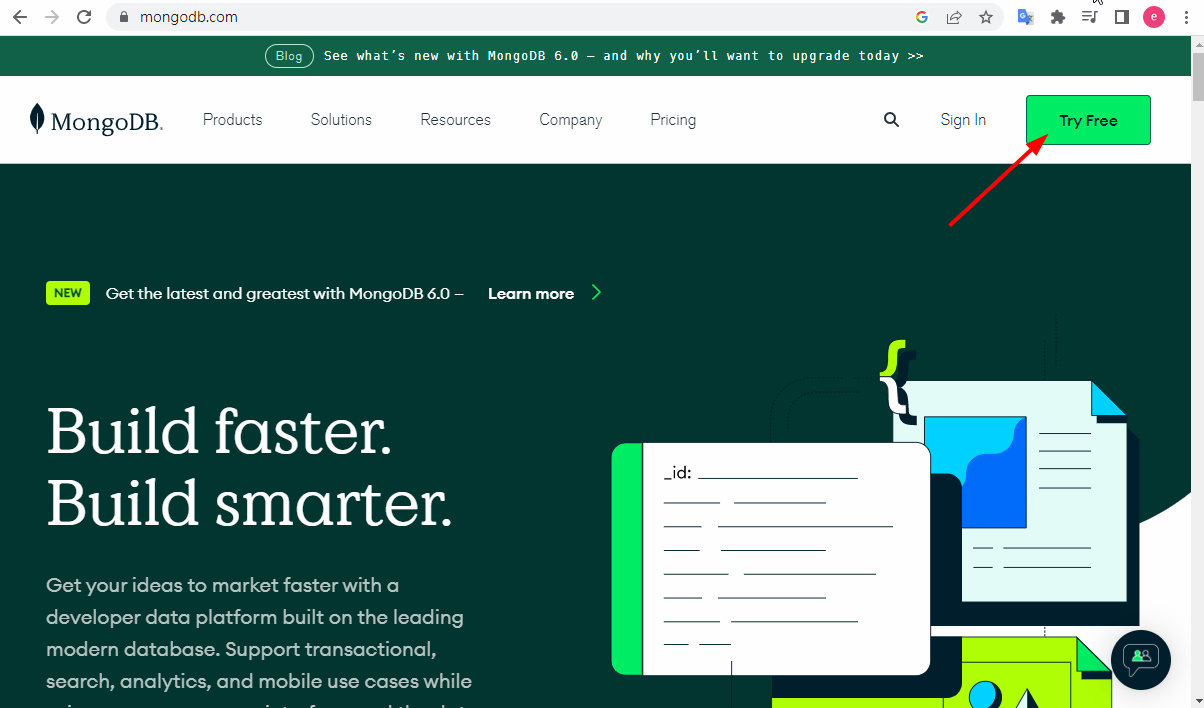 mongodb.com
e
Blog See what's new with MongoDB 6.0 — and why you'll want to upgrade today >>
MongoDB.
Products
Solutions
Resources
Company
Pricing
Sign In
Try Free
NEW Get the latest and greatest with MongoDB 6.0 — Learn more
Build faster.
Build smarter.
Get your ideas to market faster with a
developer data platform built on the leading
modern database. Support transactional,
search, analytics, and mobile use cases while
{
_id: